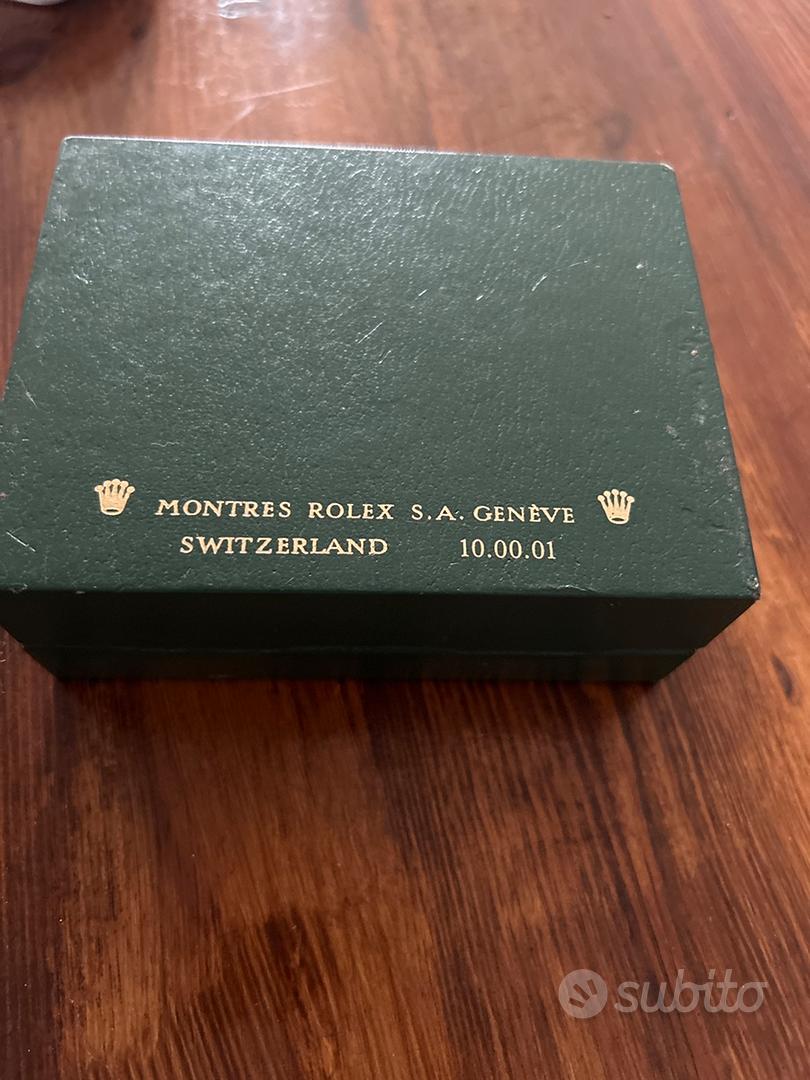 MONTRES ROLEX S.A. GENÈVE
SWITZERLAND 10.00.01
subito